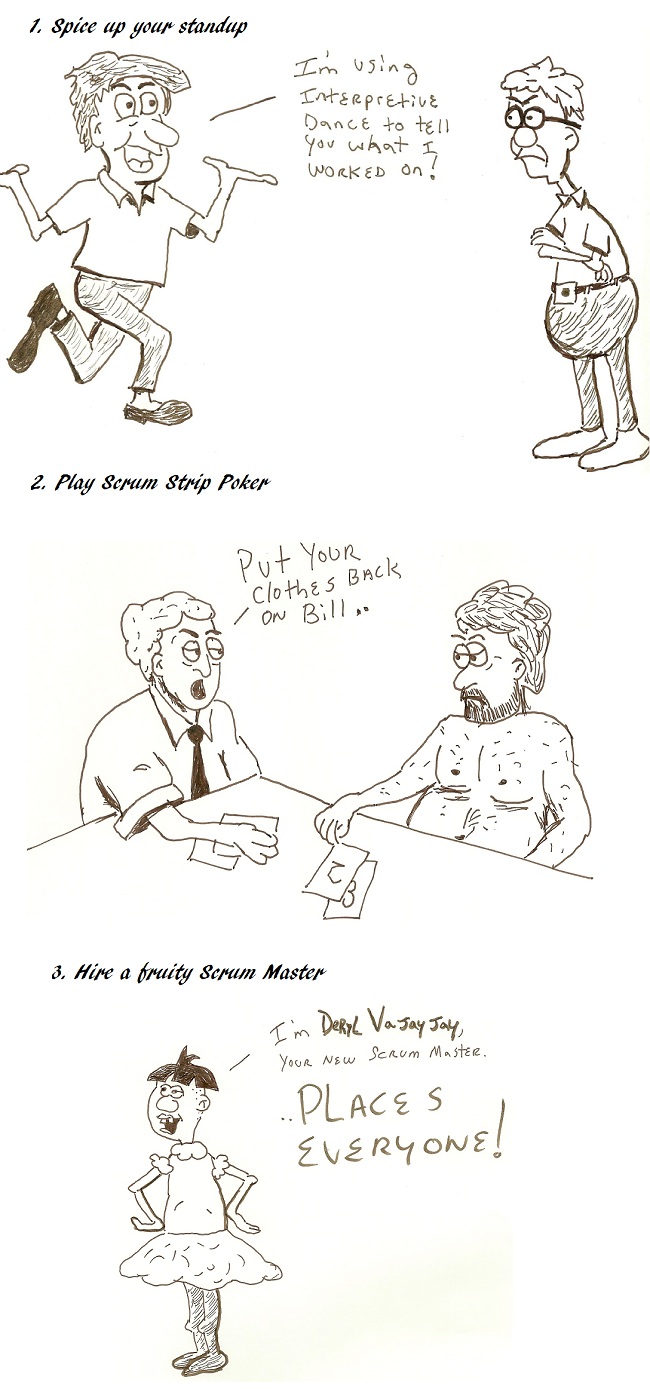 1. Spice up your standup
I'm using
Interpretive
Dance to tell
you what I
worked on!
2. Play Scrum Strip Poker
Put your
clothes back
on Bill..
2
B
3. Hire a fruity Scrum Master
I'm Deryl Vajayjay,
your new Scrum Master.
..Places
everyone!